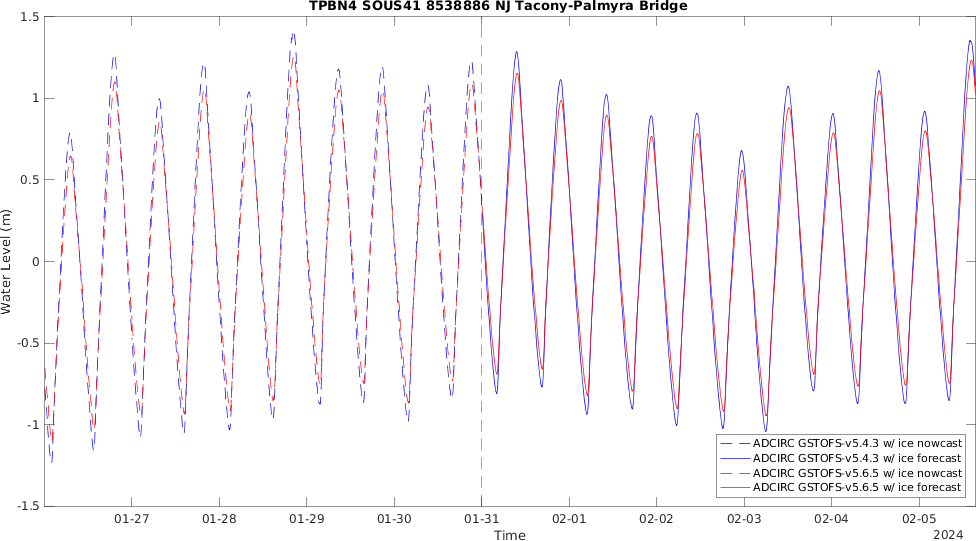 TPBN4 SOUS41 8538886 NJ Tacony-Palmyra Bridge
1.5
1
0.5
0
-0.5
-1
-1.5
Water Level (m)
ADCIRC GSTOFS-v5.4.3 w/ ice nowcast
ADCIRC GSTOFS-v5.4.3 w/ ice forecast
ADCIRC GSTOFS-v5.6.5 w/ ice nowcast
ADCIRC GSTOFS-v5.6.5 w/ ice forecast
01-27 01-28 01-29 01-30 01-31 02-01 02-02 02-03 02-04 02-05
Time
2024